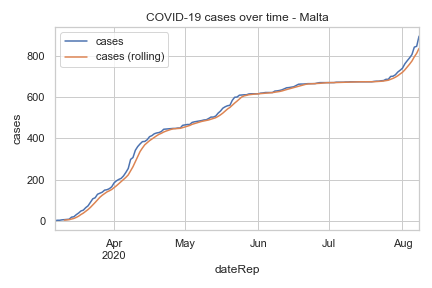 COVID-19 cases over time - Malta
cases
cases (rolling)
800
600
400
200
0
cases
Apr
2020
May
Jun
Jul
Aug
dateRep